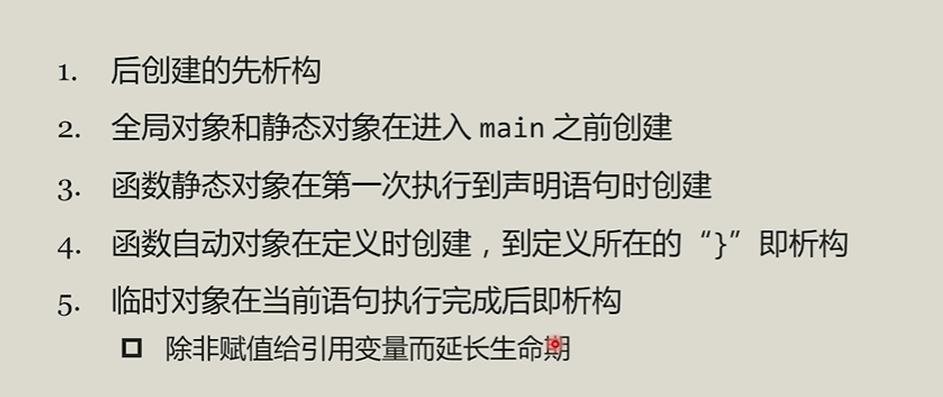 1. 后创建的先析构
2. 全局对象和静态对象在进入 main 之前创建
3. 函数静态对象在第一次执行到声明语句时创建
4. 函数自动对象在定义时创建，到定义所在的“}”即析构
5. 临时对象在当前语句执行完成后即析构
除非赋值给引用变量而延长生命期